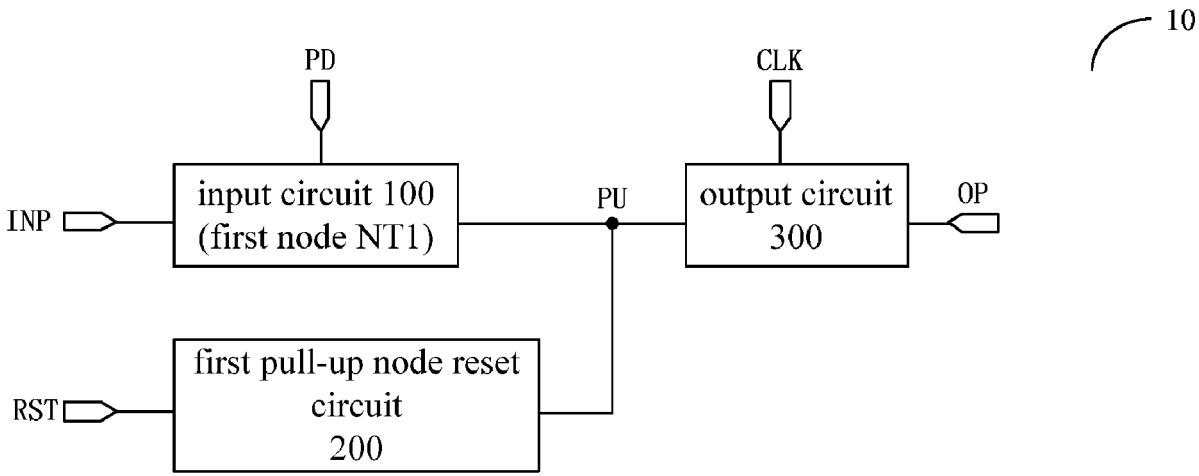 10
PD
CLK
INP
input circuit 100
(first node NT1)
PU
output circuit
300
OP
RST
first pull-up node reset
circuit
200